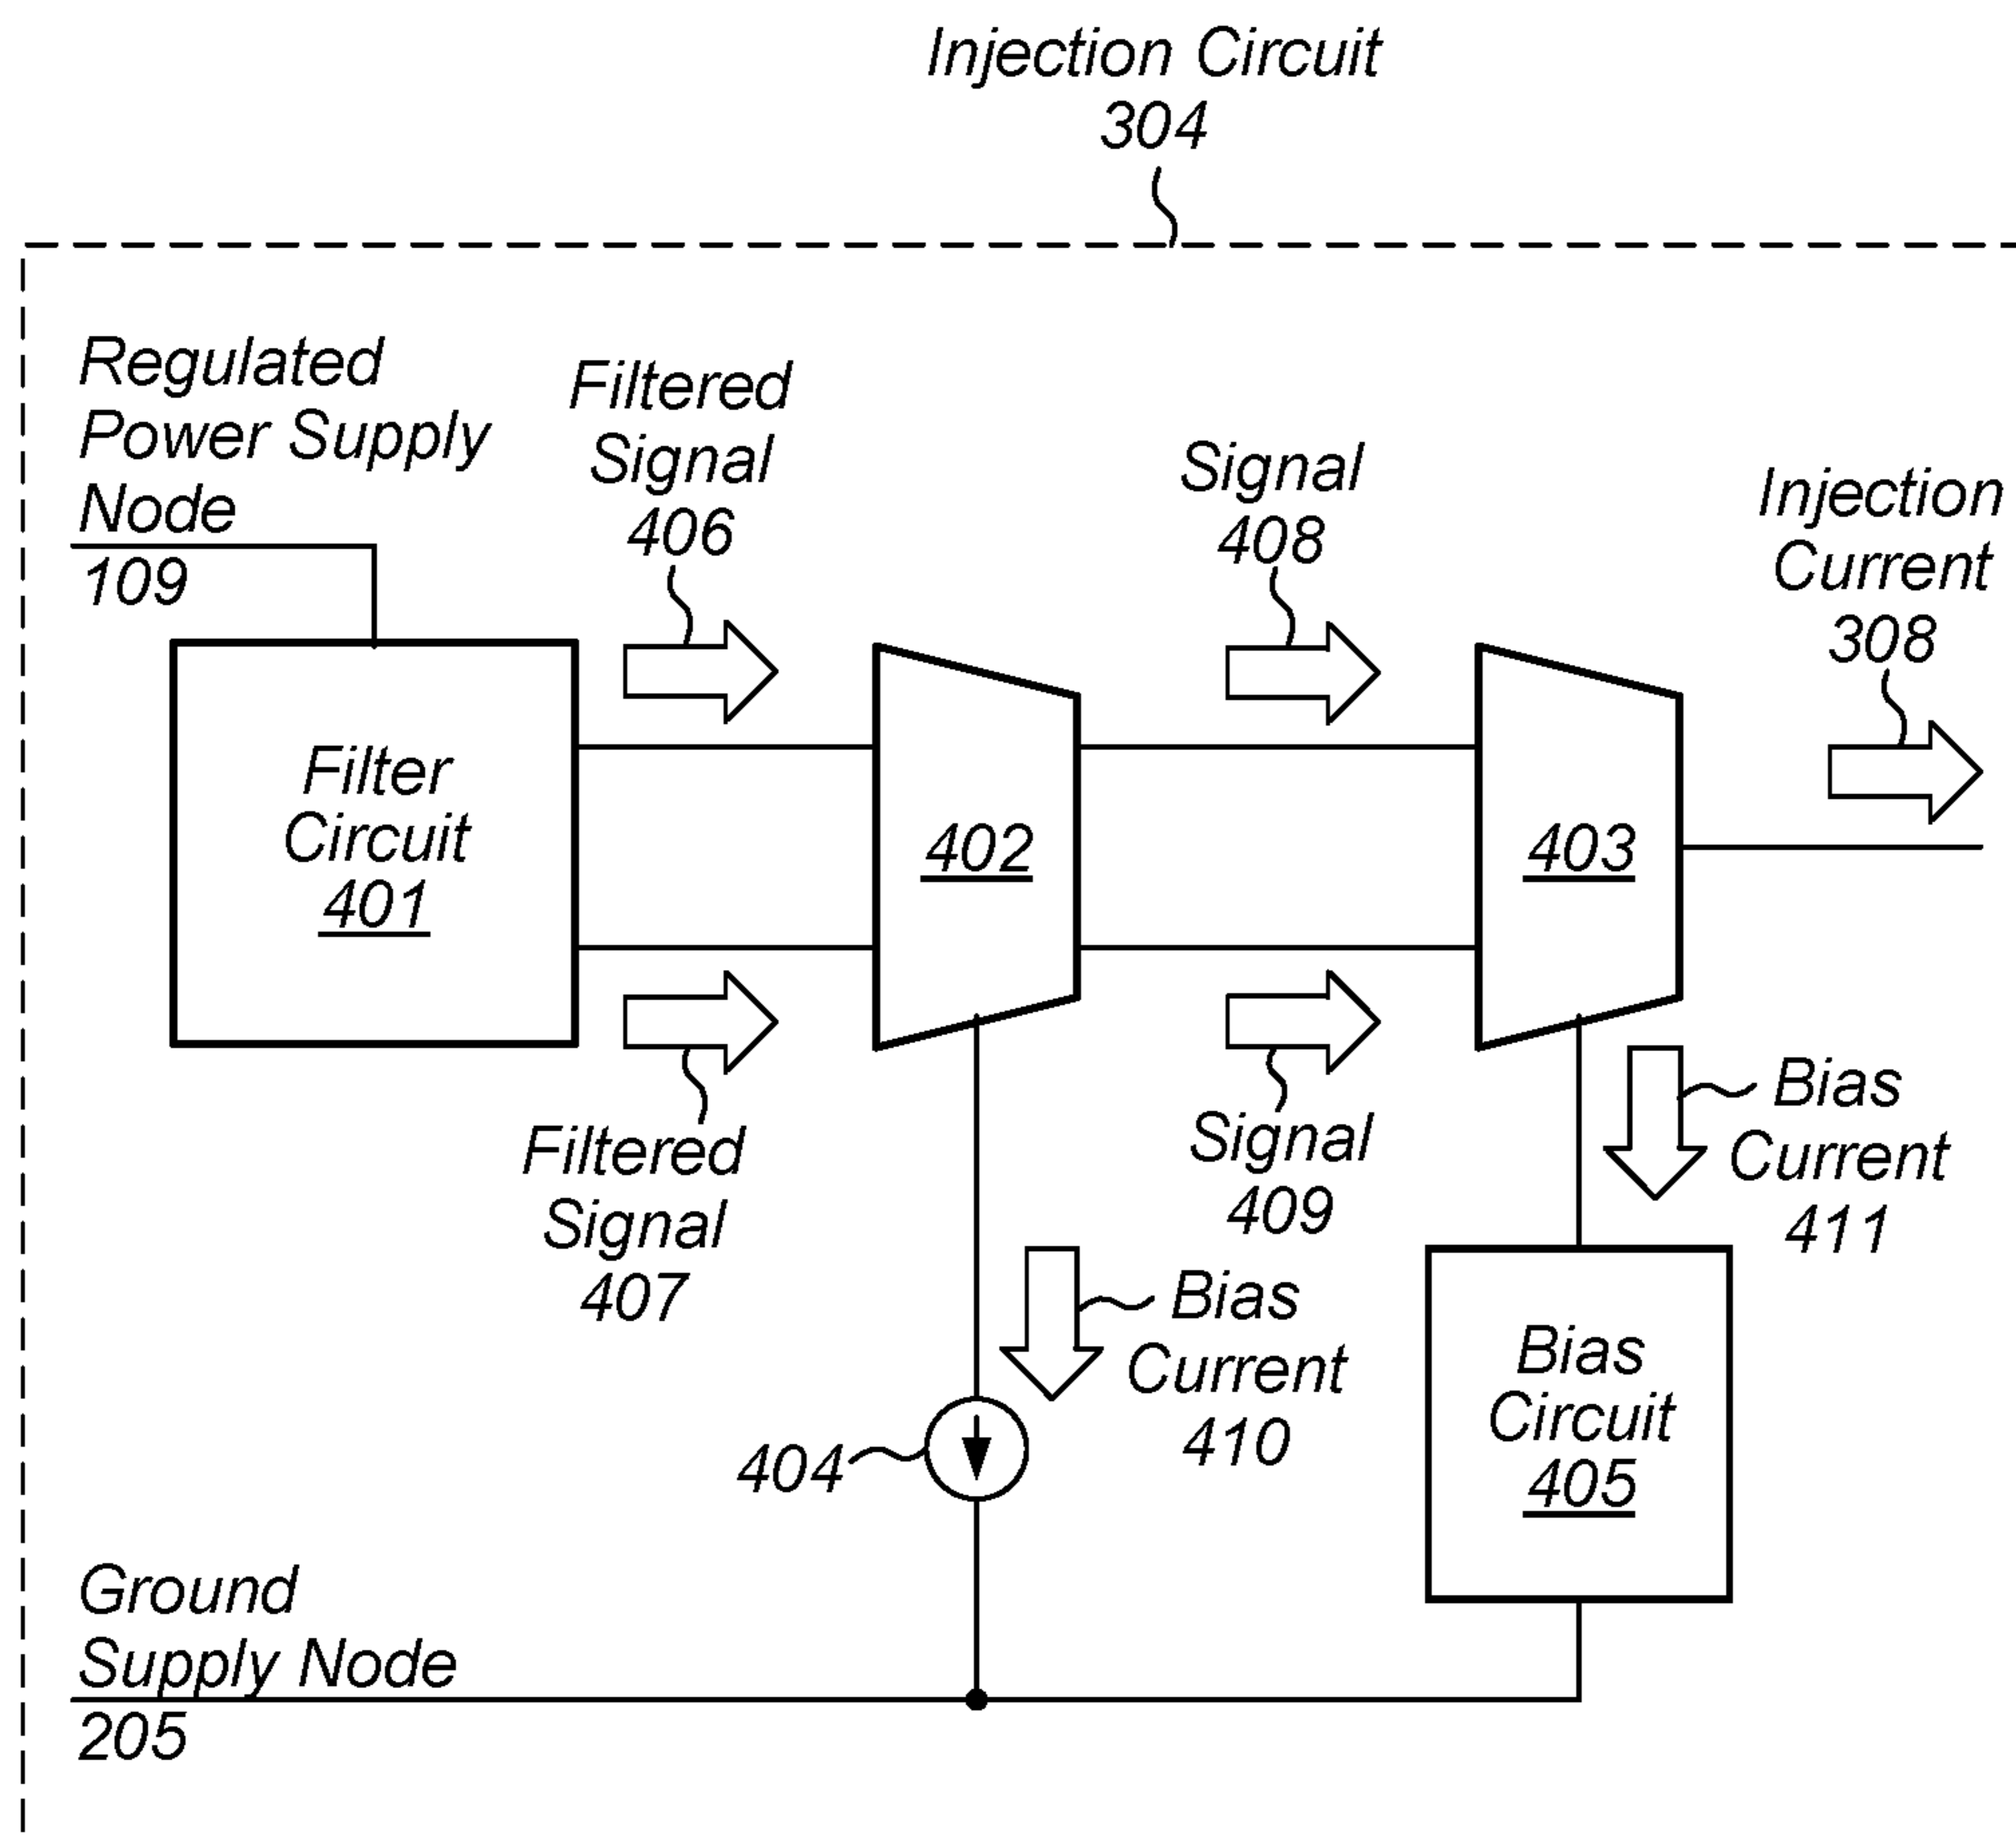 Injection Circuit
304
Regulated
Power Supply
Node
109
Filtered
Signal
406
Signal
408
Injection
Current
308
Filter
Circuit
401
402
403
Filtered
Signal
407
Signal
409
Bias
Current
411
Bias
Current
410
404
Bias
Circuit
405
Ground
Supply Node
205